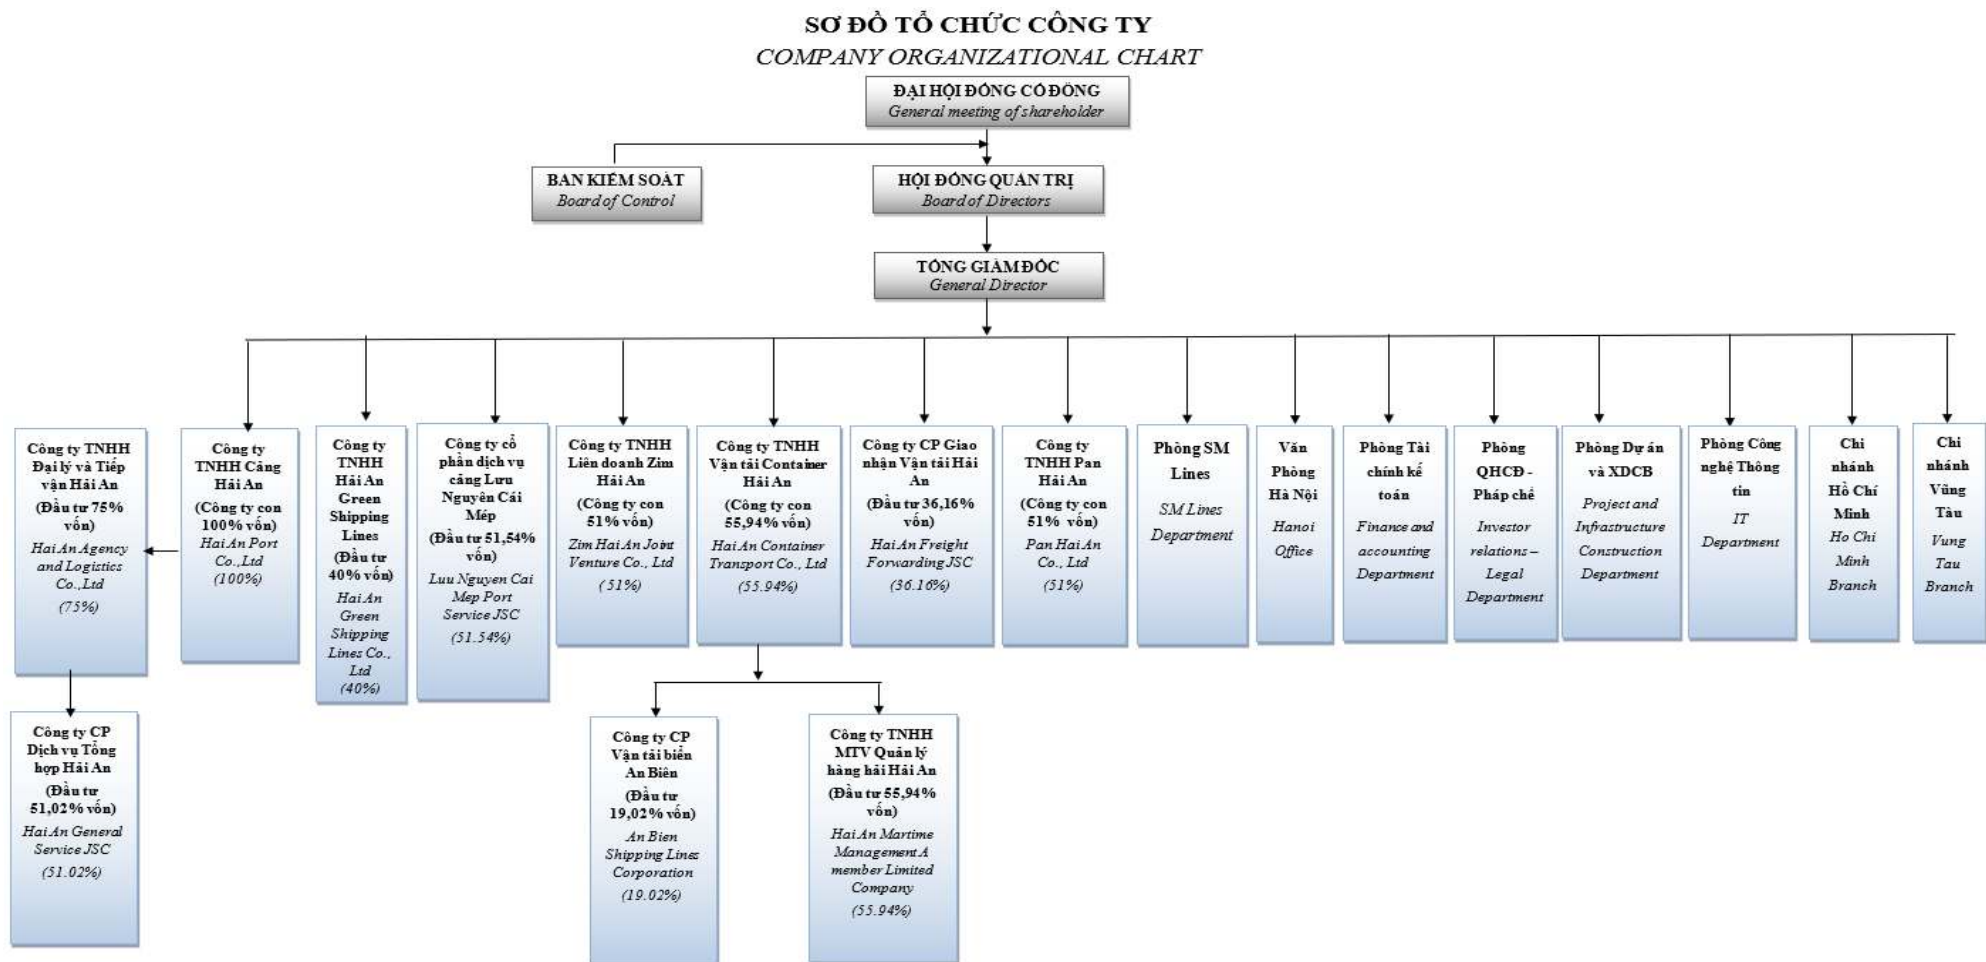 SƠ ĐỒ TỔ CHỨC CÔNG TY
COMPANY ORGANIZATIONAL CHART
ĐẠI HỘI ĐỒNG CỔ ĐÔNG
General meeting of shareholder
BAN KIỂM SOÁT
Board of Control
HỘI ĐỒNG QUẢN TRỊ
Board of Directors
TỔNG GIÁM ĐỐC
General Director
Công ty TNHH
Đại lý và Tiếp
vận Hải An
(Đầu tư 75%
vốn)
Hai An Agency
and Logistics
Co.,Ltd
(75%)
Công ty
TNHH Cảng
Hải An
(Công ty con
100% vốn)
Hai An Port
Co.,Ltd
(100%)
Công ty
TNHH
Hải An
Green
Shipping
Lines
(Đầu tư
40% vốn)
Hai An
Green
Shipping
Lines Co.,
Ltd
(40%)
Công ty cổ
phần dịch vụ
cảng Lưu
Nguyên Cái
Mép
(Đầu tư 51,54%
vốn)
Luu Nguyen Cai
Mep Port
Service JSC
(51.54%)
Công ty TNHH
Liên doanh Zim
Hải An
(Công ty con
51% vốn)
Zim Hai An Joint
Venture Co., Ltd
(51%)
Công ty TNHH
Vận tải Container
Hải An
(Công ty con
55,94% vốn)
Hai An Container
Transport Co., Ltd
(55.94%)
Công ty CP Giao
nhận Vận tải Hải
An
(Đầu tư 36,16%
vốn)
Hai An Freight
Forwarding JSC
(36.16%)
Công ty
TNHH Pan
Hải An
(Công ty con
51% vốn)
Pan Hai An
Co., Ltd
(51%)
Phòng SM
Lines
SM Lines
Department
Văn
Phòng
Hà Nội
Hanoi
Office
Phòng Tài
chính kế
toán
Finance and
accounting
Department
Phòng
QHCĐ -
Pháp chế
Investor
relations –
Legal
Department
Phòng Dự án
và XDCB
Project and
Infrastructure
Construction
Department
Phòng Công
nghệ Thông
tin
IT
Department
Chi
nhánh
Hồ Chí
Minh
Ho Chi
Minh
Branch
Chi
nhánh
Vũng
Tàu
Vung
Tau
Branch
Công ty CP
Dịch vụ Tổng
hợp Hải An
(Đầu tư
51,02% vốn)
Hai An General
Service JSC
(51.02%)
Công ty CP
Vận tải biển
An Biên
(Đầu tư
19,02% vốn)
An Bien
Shipping Lines
Corporation
(19.02%)
Công ty TNHH
MTV Quản lý
hàng hải Hải An
(Đầu tư 55,94%
vốn)
Hai An Martime
Management A
member Limited
Company
(55.94%)